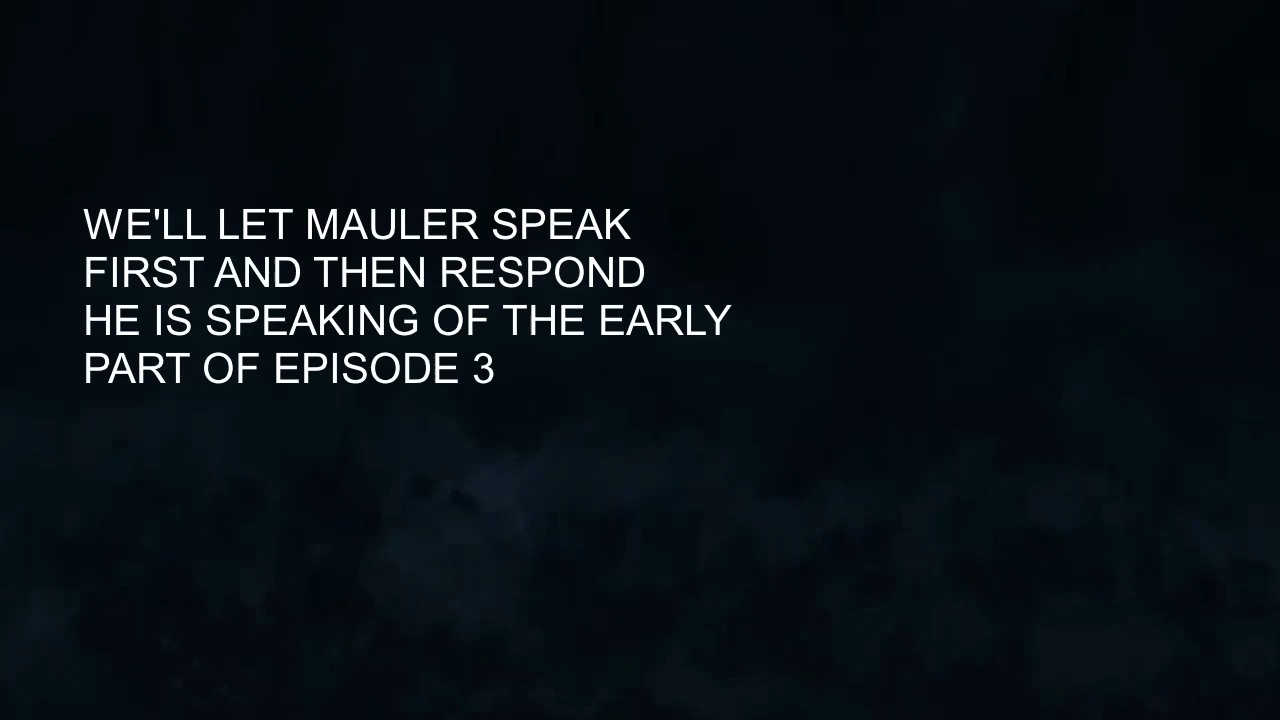 WE'LL LET MAULER SPEAK
FIRST AND THEN RESPOND
HE IS SPEAKING OF THE EARLY
PART OF EPISODE 3